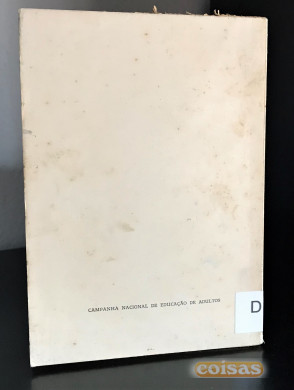 CAMPANHA NACIONAL DE EDUCAÇÃO DE ADULTOS
D
coisas